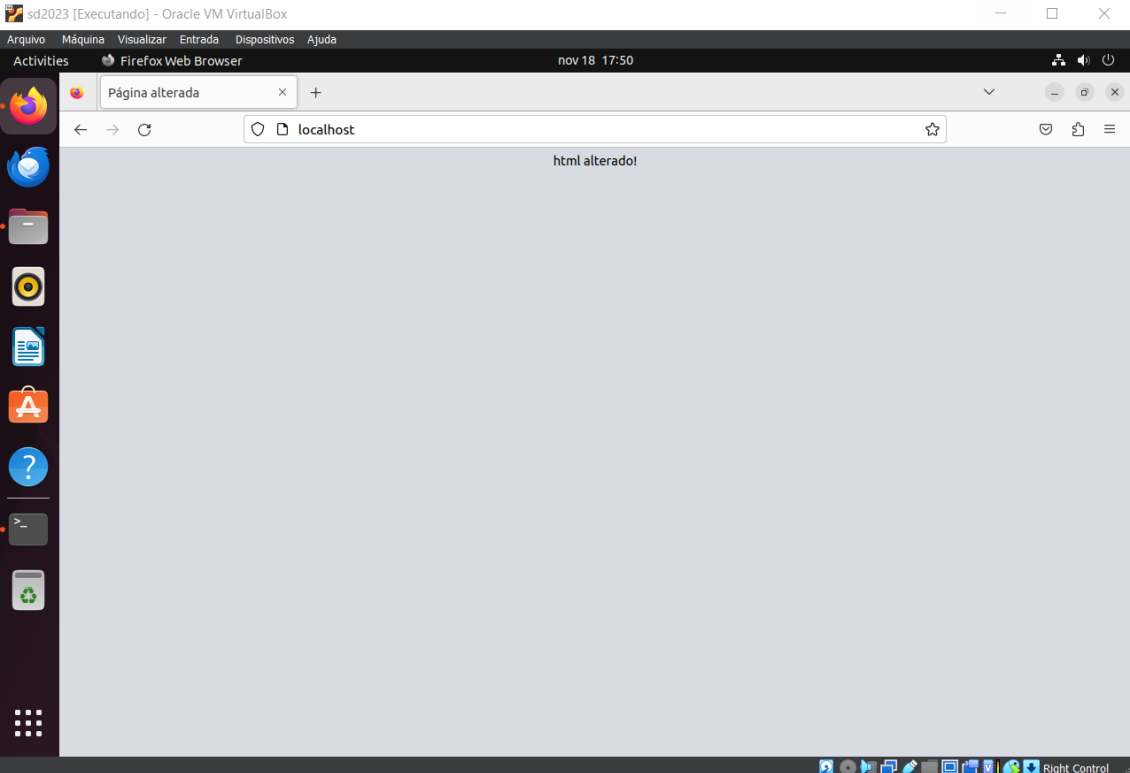 sd2023 [Executando] - Oracle VM VirtualBox
Arquivo Máquina Visualizar Entrada Dispositivos Ajuda
Activities Firefox Web Browser nov 18 17:50
Página alterada
localhost
html alterado!
Right Control